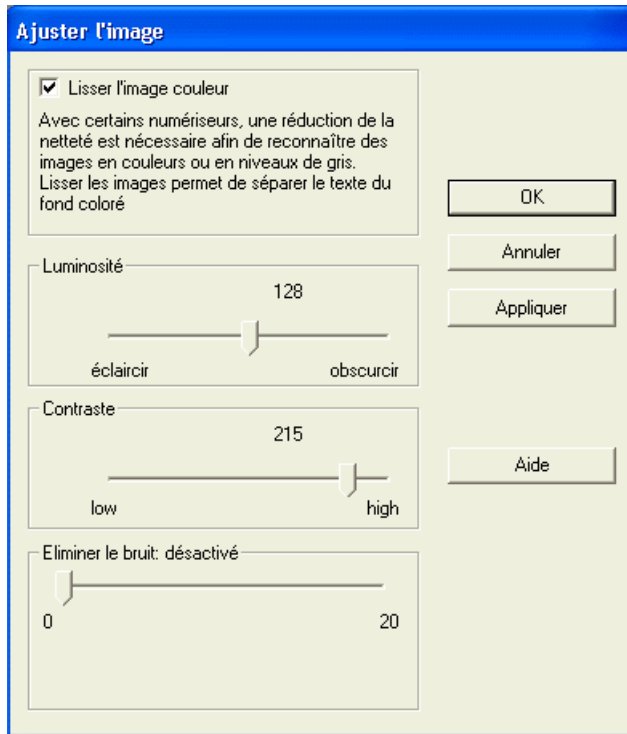 Ajuster l'image
Lisser l'image couleur
Avec certains numériseurs, une réduction de la
netteté est nécessaire afin de reconnaître des
images en couleurs ou en niveaux de gris.
Lisser les images permet de séparer le texte du
fond coloré
OK
Annuler
Appliquer
Luminosité
128
éclaircir obscurcir
Contraste
215
low high
Aide
Eliminer le bruit: désactivé
0 20